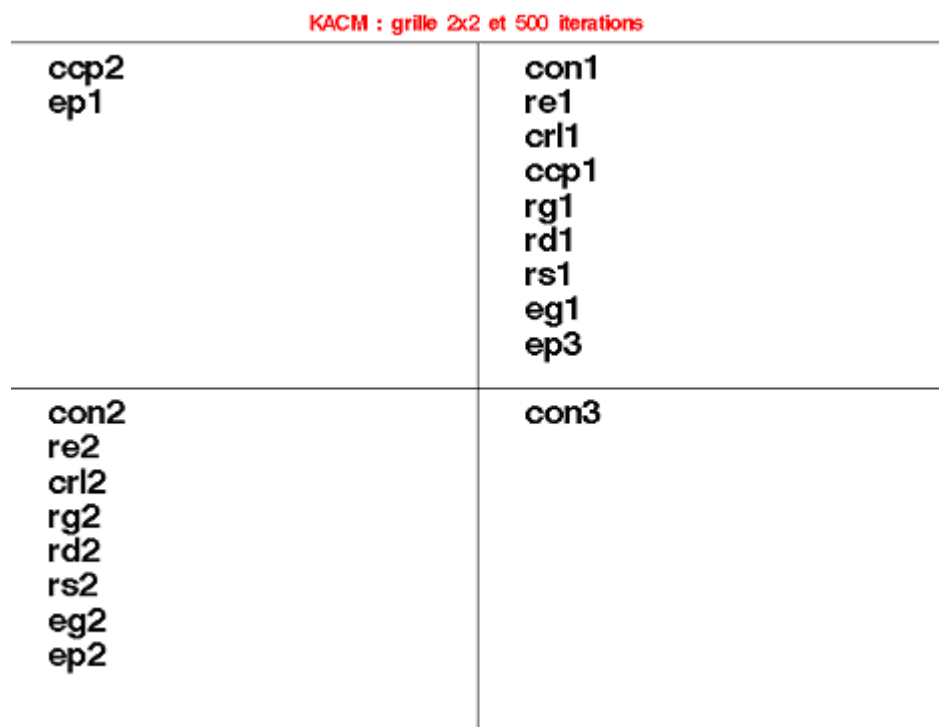 KACM : grille 2x2 et 500 iterations
ccp2
ep1
con1
re1
crl1
ccp1
rg1
rd1
rs1
eg1
ep3
con2
re2
crl2
rg2
rd2
rs2
eg2
ep2
con3